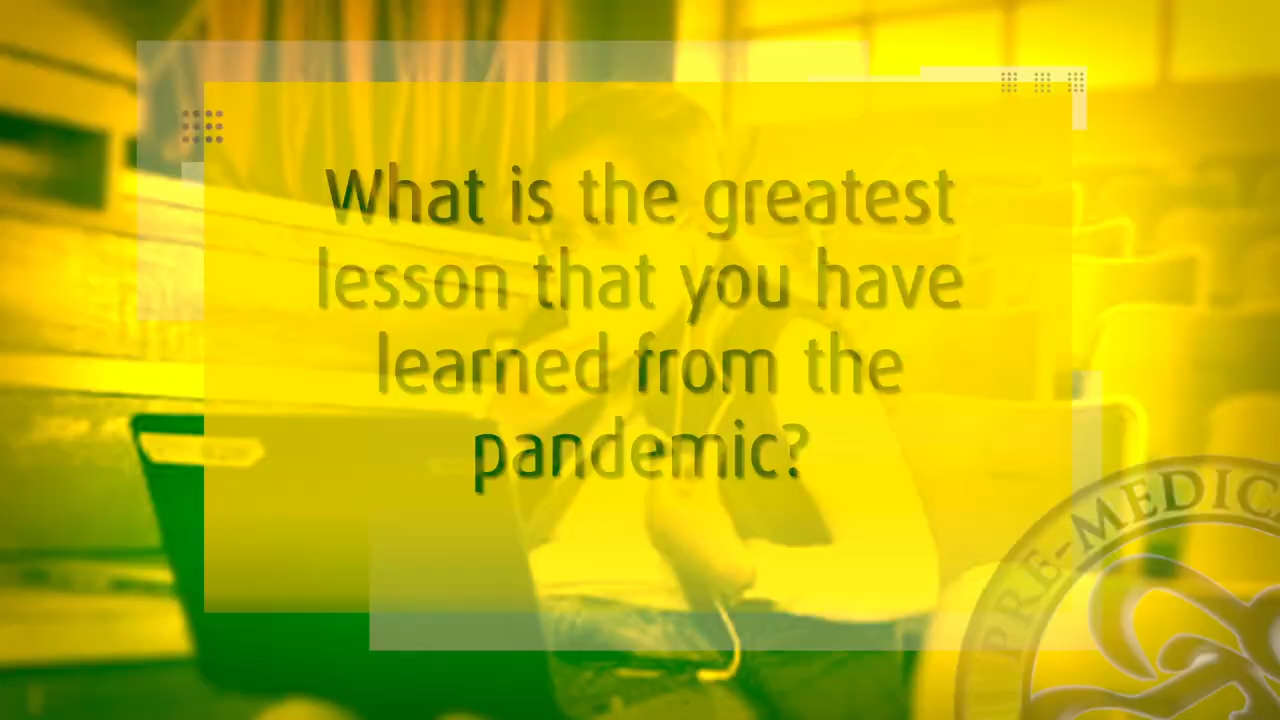 What is the greatest
lesson that you have
learned from the
pandemic?
PRE-MEDIC